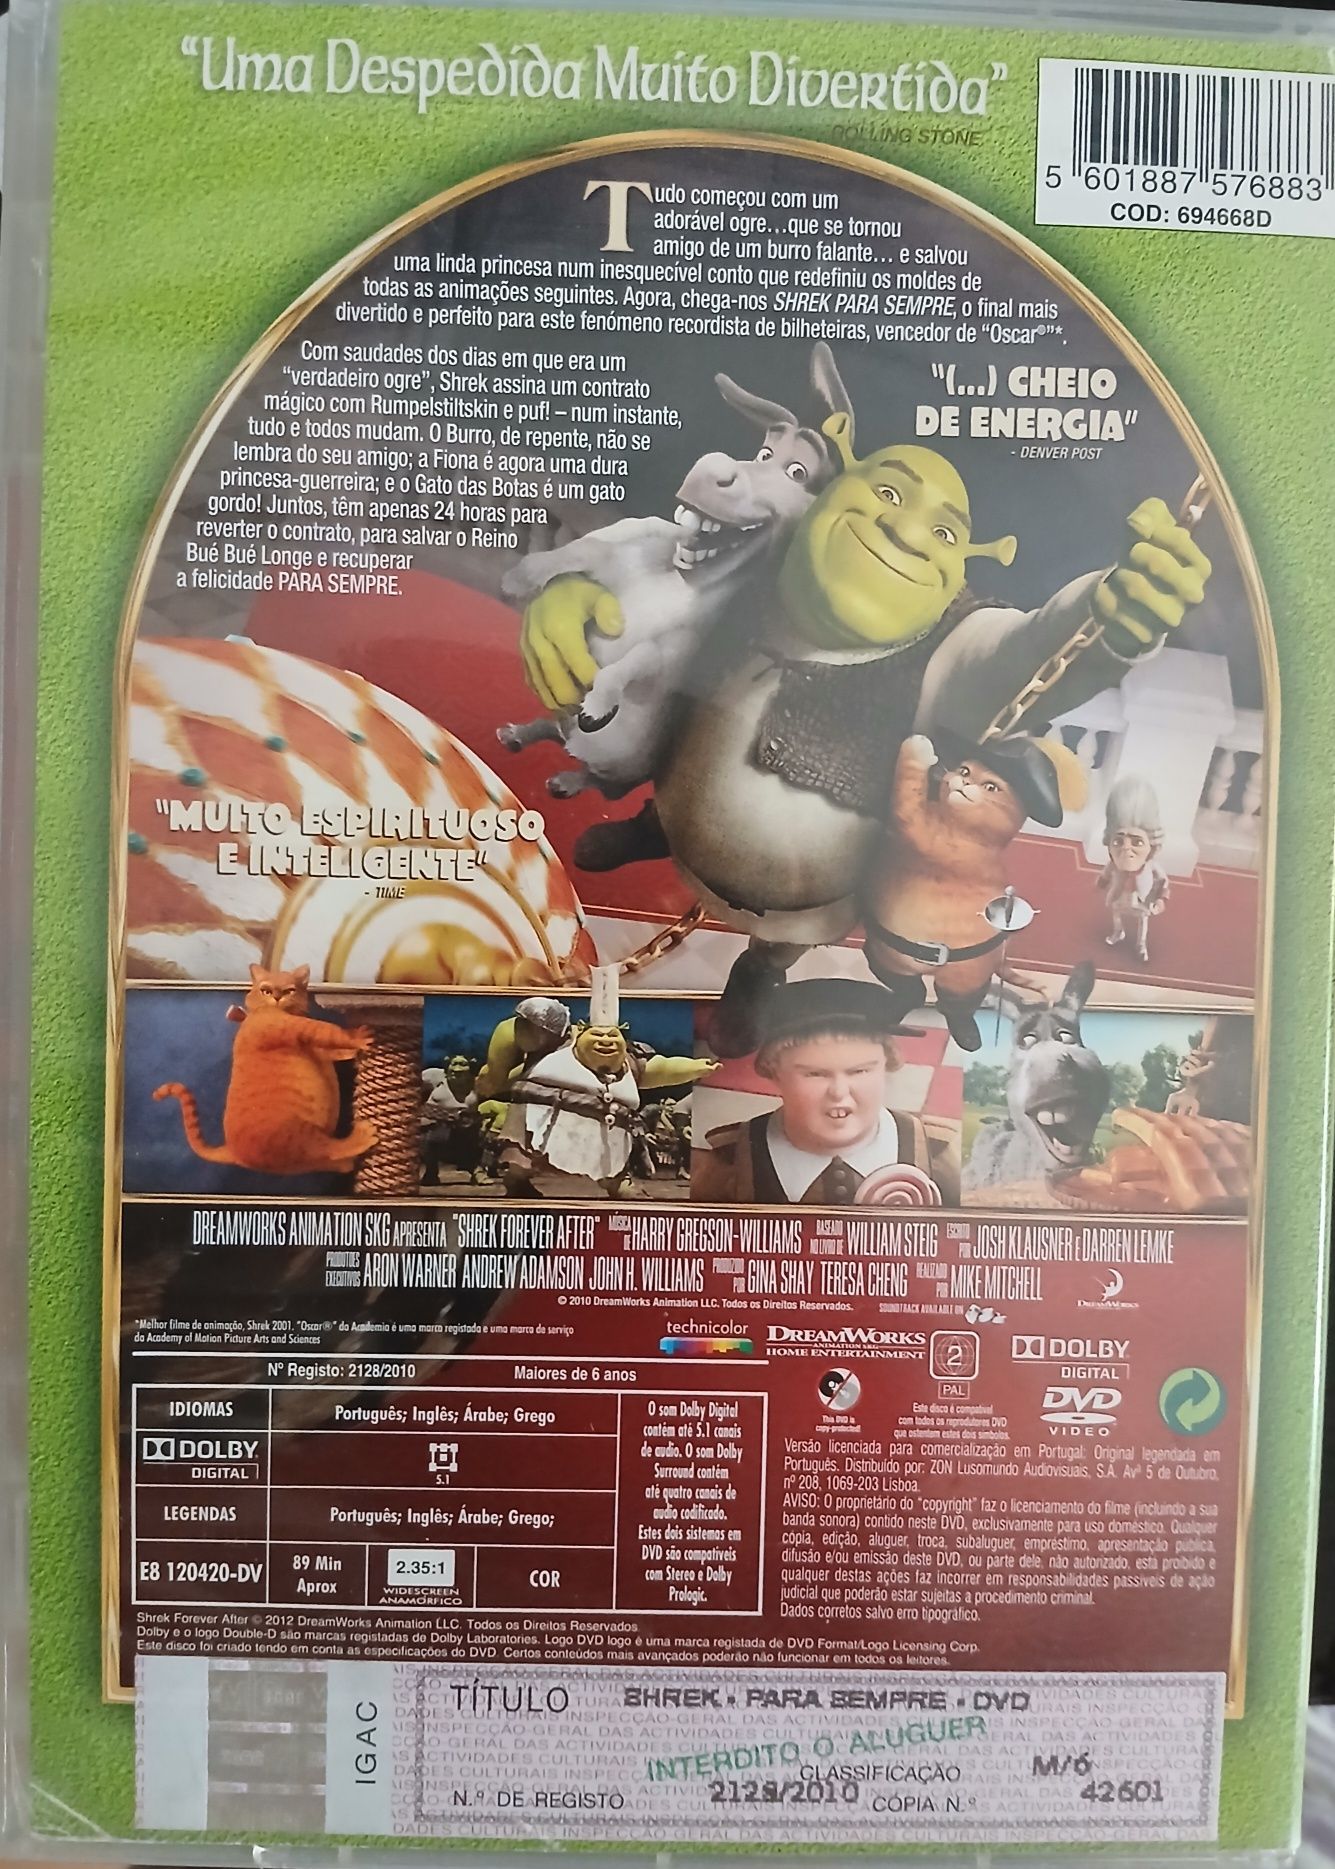 “Uma Despedida Muito Divertida”
ROLLING STONE
5 601887 576883
COD: 694668D
Tudo começou com um
adorável ogre...que se tornou
amigo de um burro falante... e salvou
uma linda princesa num inesquecível conto que redefiniu os moldes de
todas as animações seguintes. Agora, chega-nos SHREK PARA SEMPRE, o final mais
divertido e perfeito para este fenómeno recordista de bilheteiras, vencedor de “Oscar®”*.
Com saudades dos dias em que era um
“verdadeiro ogre”, Shrek assina um contrato
mágico com Rumpelstiltskin e puf! – num instante,
tudo e todos mudam. O Burro, de repente, não se
lembra do seu amigo; a Fiona é agora uma dura
princesa-guerreira; e o Gato das Botas é um gato
gordo! Juntos, têm apenas 24 horas para
reverter o contrato, para salvar o Reino
Bué Bué Longe e recuperar
a felicidade PARA SEMPRE.
"(...) CHEIO
DE ENERGIA"
- DENVER POST
"MUITO ESPIRITUOSO
E INTELIGENTE"
- TIME
DREAMWORKS ANIMATION SKG APRESENTA "SHREK FOREVER AFTER" MÚSICA DE HARRY GREGSON-WILLIAMS BASEADO NO LIVRO DE WILLIAM STEIG ESCRITO POR JOSH KLAUSNER E DARREN LEMKE
PRODUTORES EXECUTIVOS ARON WARNER ANDREW ADAMSON JOHN H. WILLIAMS PRODUZIDO POR GINA SHAY TERESA CHENG REALIZADO POR MIKE MITCHELL
DREAMWORKS
© 2010 DreamWorks Animation LLC. Todos os Direitos Reservados.
SOUNDTRACK AVAILABLE ON
*Melhor filme de animação, Shrek 2001. "Oscar®" da Academia é uma marca registada e uma marca de serviço
da Academy of Motion Picture Arts and Sciences
technicolor
DREAMWORKS
ANIMATION SKG
HOME ENTERTAINMENT
2
PAL
DOLBY
DIGITAL
DVD
VIDEO
This DVD is
copy-protected!
Este disco é compatível
com todos os reprodutores DVD
que ostentam estes dois símbolos.
Nº Registo: 2128/2010
Maiores de 6 anos
IDIOMAS
Português; Inglês; Árabe; Grego
DOLBY
DIGITAL
5.1
LEGENDAS
Português; Inglês; Árabe; Grego;
E8 120420-DV
89 Min
Aprox
2.35:1
WIDESCREEN
ANAMÓRFICO
COR
O som Dolby Digital
contém até 5.1 canais
de audio. O som Dolby
Surround contém
até quatro canais de
audio codificado.
Estes dois sistemas em
DVD são compatíveis
com Stereo e Dolby
Prologic.
Versão licenciada para comercialização em Portugal: Original legendada em
Português. Distribuído por: ZON Lusomundo Audiovisuais, S.A. Avª 5 de Outubro,
nº 208, 1069-203 Lisboa.
AVISO: O proprietário do "copyright" faz o licenciamento do filme (incluindo a sua
banda sonora) contido neste DVD, exclusivamente para uso doméstico. Qualquer
cópia, edição, aluguer, troca, subaluguer, empréstimo, apresentação pública,
difusão e/ou emissão deste DVD, ou parte dele, não autorizado, está proibido e
qualquer destas ações faz incorrer em responsabilidades passíveis de ação
judicial que poderão estar sujeitas a procedimento criminal.
Dados corretos salvo erro tipográfico.
Shrek Forever After © 2012 DreamWorks Animation LLC. Todos os Direitos Reservados.
Dolby e o logo Double-D são marcas registadas de Dolby Laboratories. Logo DVD logo é uma marca registada de DVD Format/Logo Licensing Corp.
Este disco foi criado tendo em conta as especificações do DVD. Certos conteúdos mais avançados poderão não funcionar em todos os leitores.
IGAC
TÍTULO SHREK - PARA SEMPRE - DVD
INTERDITO O ALUGUER
CLASSIFICAÇÃO M/6
N.º DE REGISTO 2128/2010 CÓPIA N.º 42601